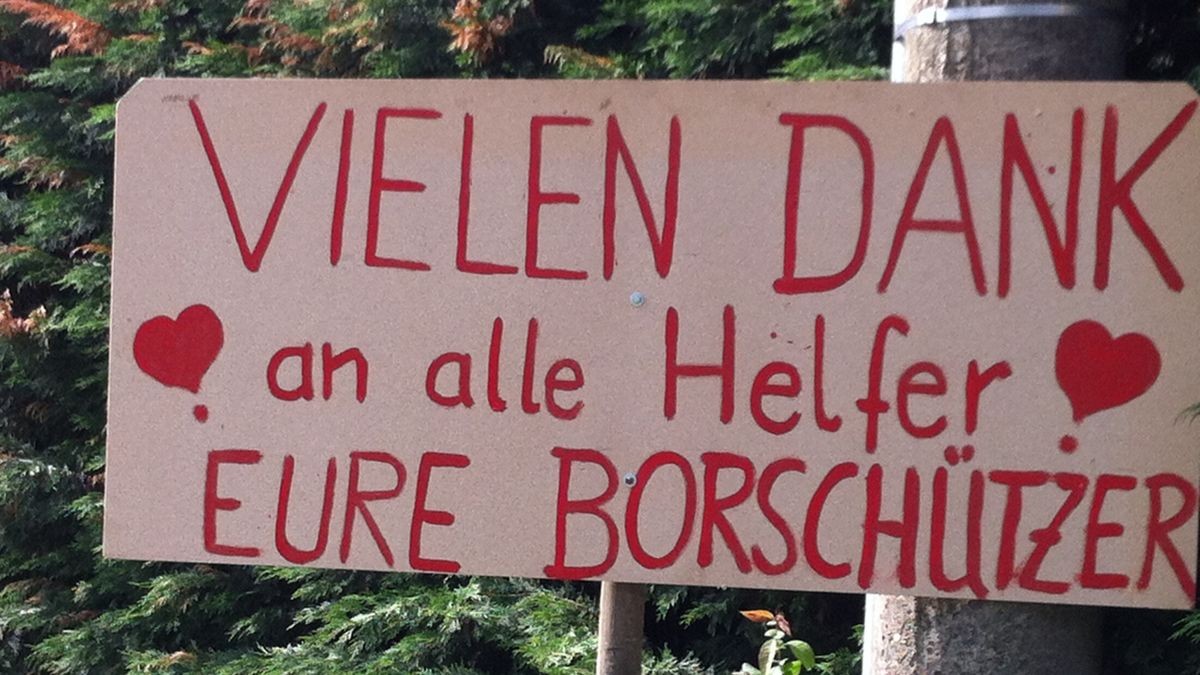 VIELEN DANK
an alle Helfer
EURE BORSCHÜTZER